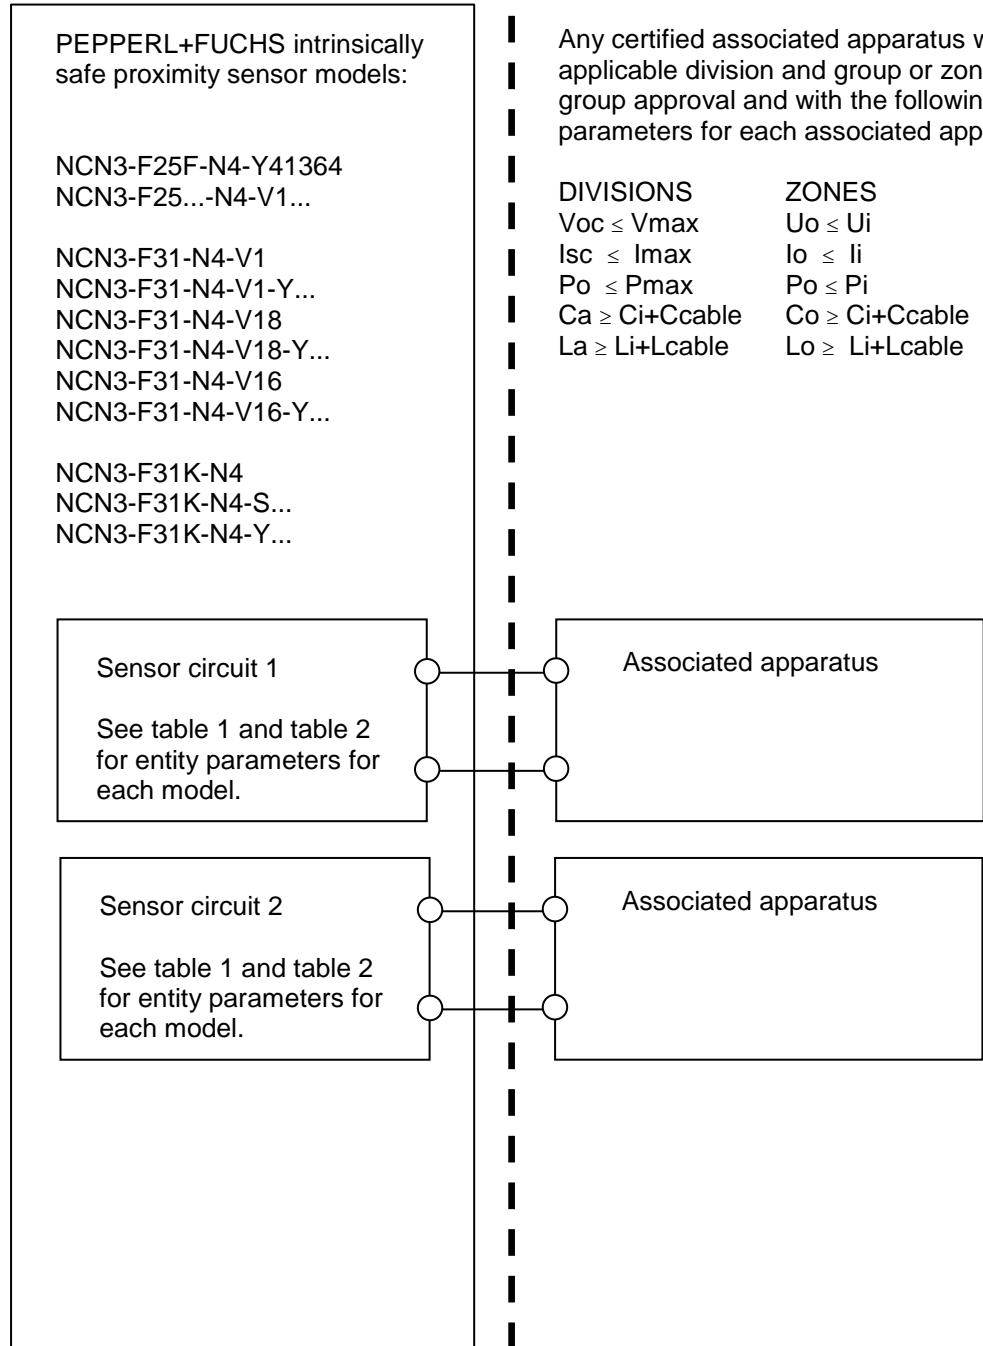 PEPPERL+FUCHS intrinsically
safe proximity sensor models:
NCN3-F25F-N4-Y41364
NCN3-F25...-N4-V1...
NCN3-F31-N4-V1
NCN3-F31-N4-V1-Y...
NCN3-F31-N4-V18
NCN3-F31-N4-V18-Y...
NCN3-F31-N4-V16
NCN3-F31-N4-V16-Y...
NCN3-F31K-N4
NCN3-F31K-N4-S...
NCN3-F31K-N4-Y...
Any certified associated apparatus
applicable division and group or
group approval and with the
parameters for each associated
DIVISIONS ZONES
Voc ≤ Vmax Uo ≤ Ui
Isc ≤ Imax Io ≤ Ii
Po ≤ Pmax Po ≤ Pi
Ca ≥ Ci+Ccable Co ≥ Ci+Ccable
La ≥ Li+Lcable Lo ≥ Li+Lcable
Sensor circuit 1
See table 1 and table 2
for entity parameters for
each model.
Associated apparatus
Sensor circuit 2
See table 1 and table 2
for entity parameters for
each model.
Associated apparatus